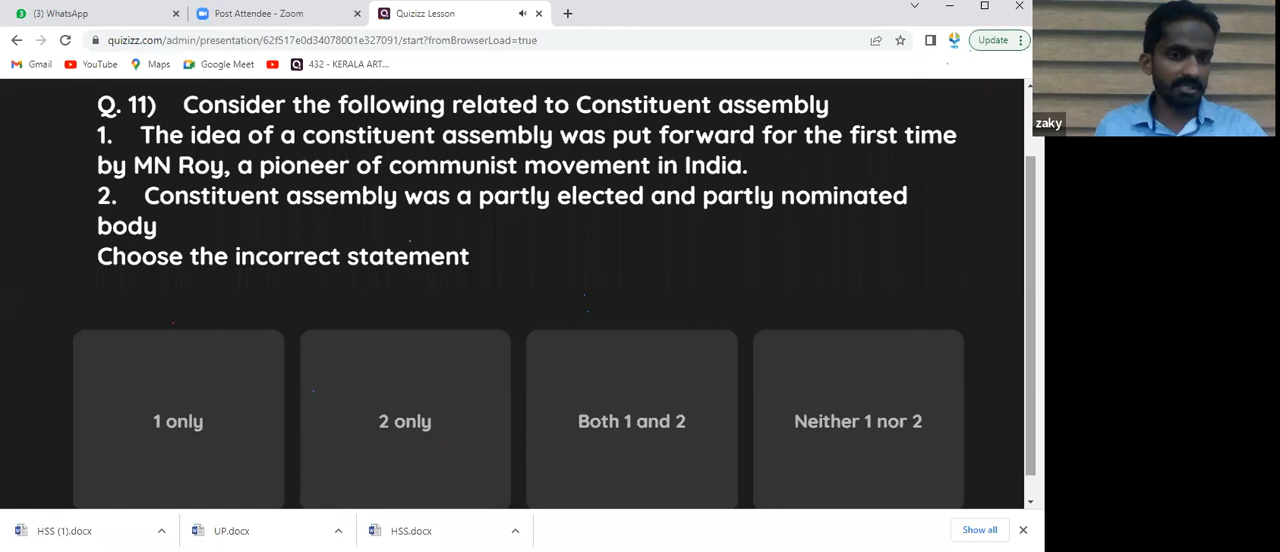 (3) WhatsApp
Post Attendee - Zoom
Quizizz Lesson
quizizz.com/admin/presentation/62f517e0d34078001e327091/start?fromBrowserLoad=true
Update
Gmail
YouTube
Maps
Google Meet
432 - KERALA ART...
zaky
Q. 11) Consider the following related to Constituent assembly
1. The idea of a constituent assembly was put forward for the first time
by MN Roy, a pioneer of communist movement in India.
2. Constituent assembly was a partly elected and partly nominated
body
Choose the incorrect statement
1 only
2 only
Both 1 and 2
Neither 1 nor 2
HSS (1).docx
UP.docx
HSS.docx
Show all